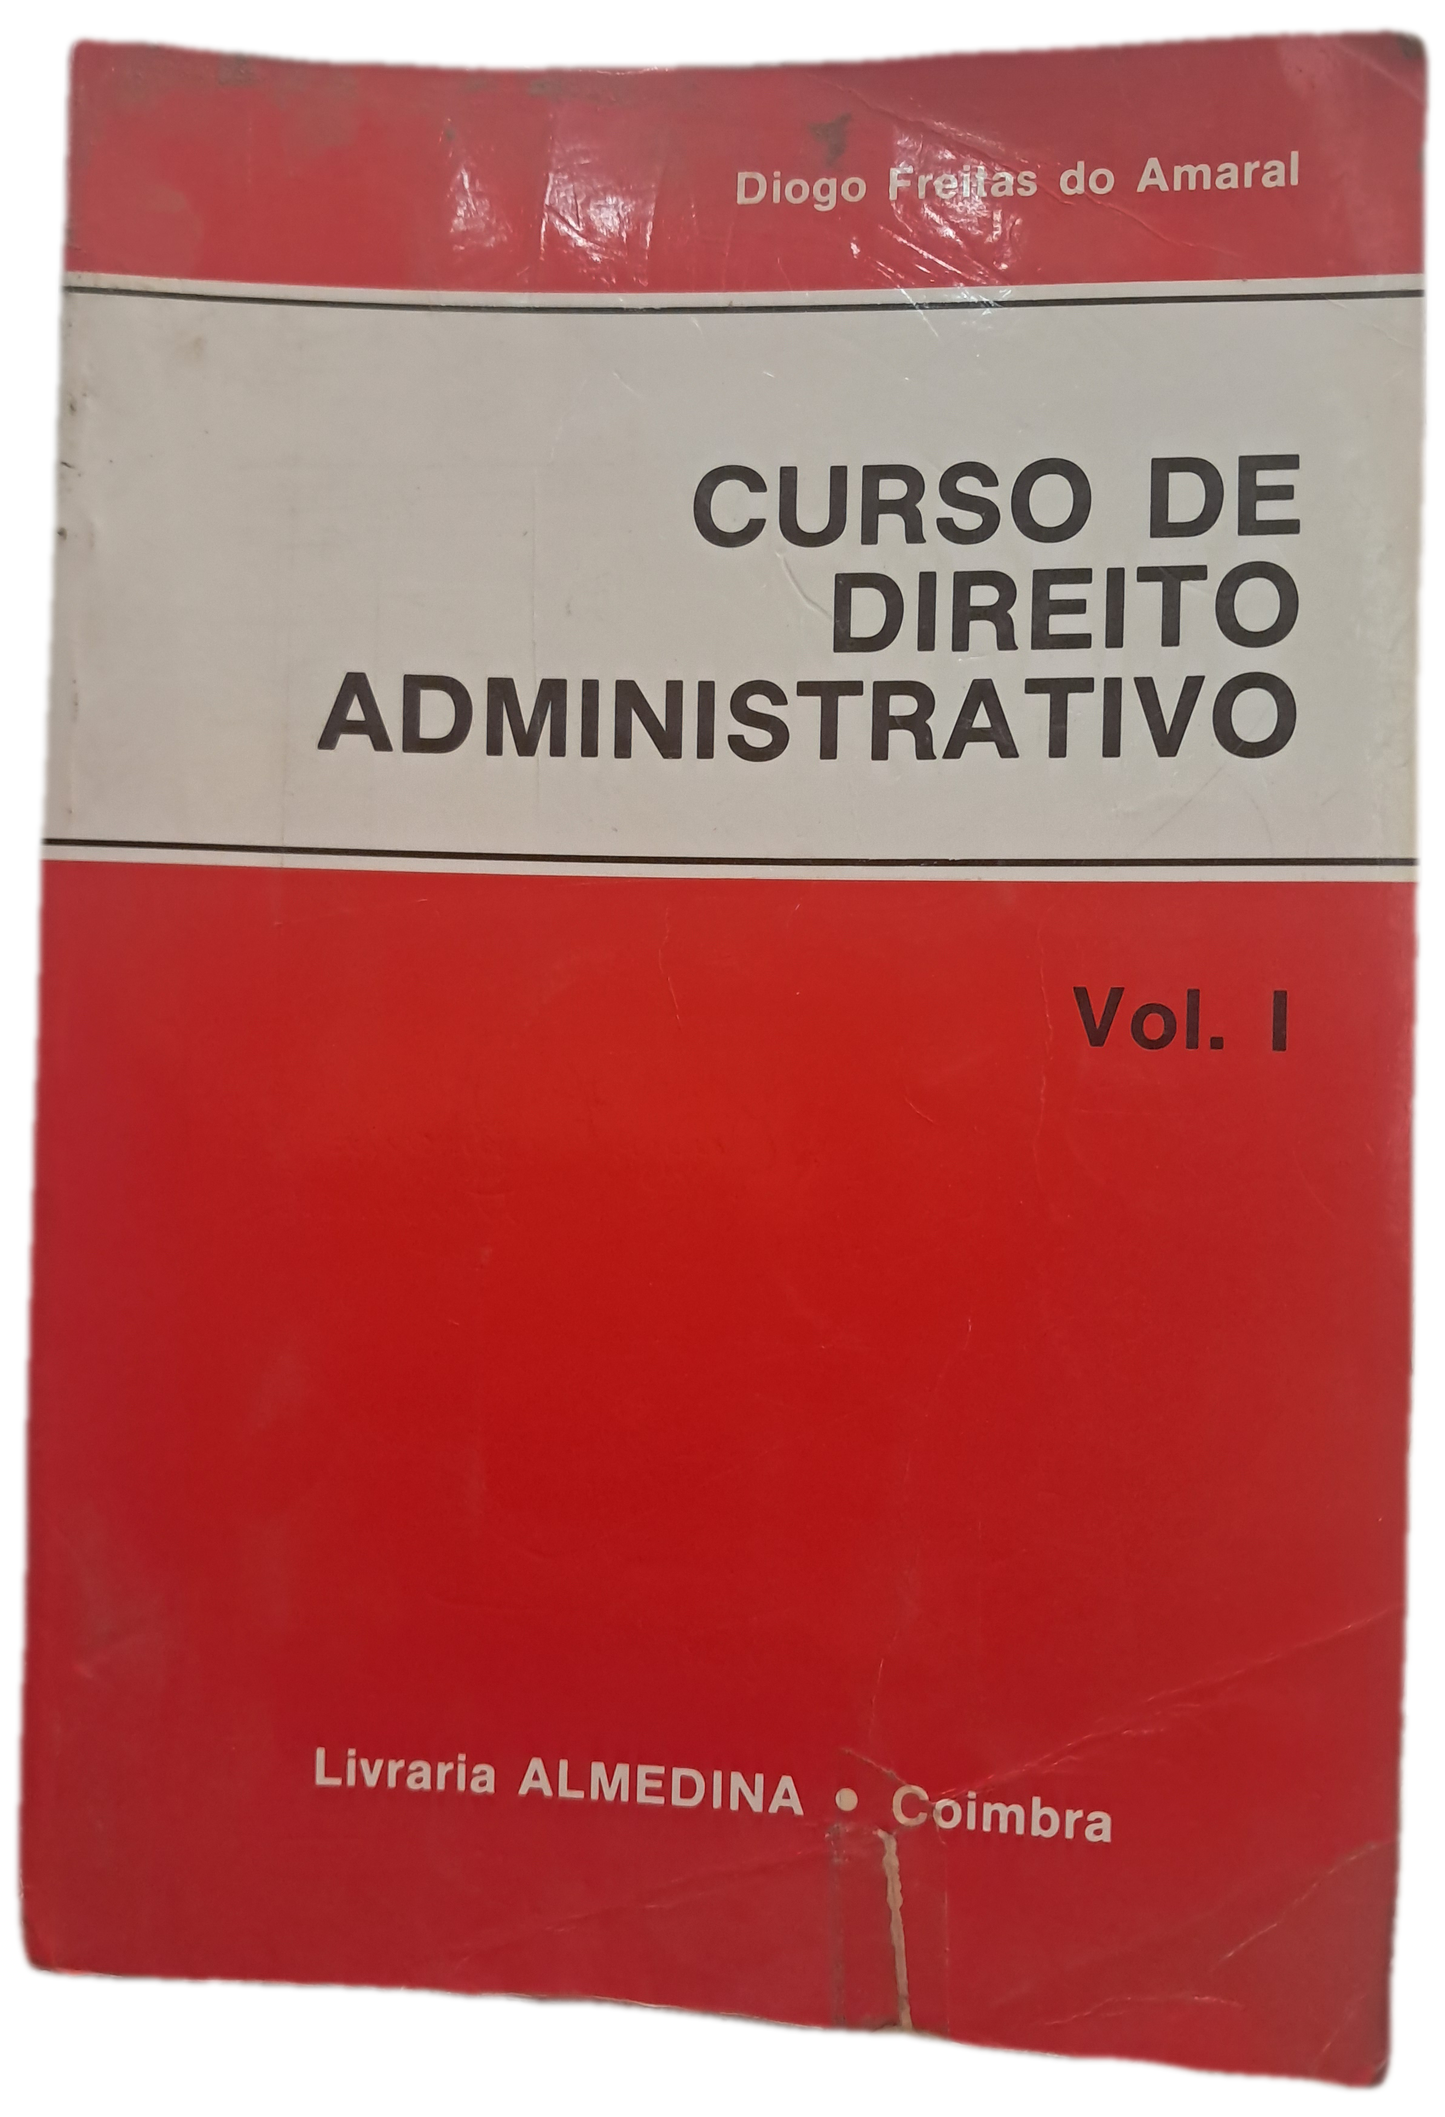 Diogo Freitas do Amaral
CURSO DE
DIREITO
ADMINISTRATIVO
Vol. I
Livraria ALMEDINA • Coimbra